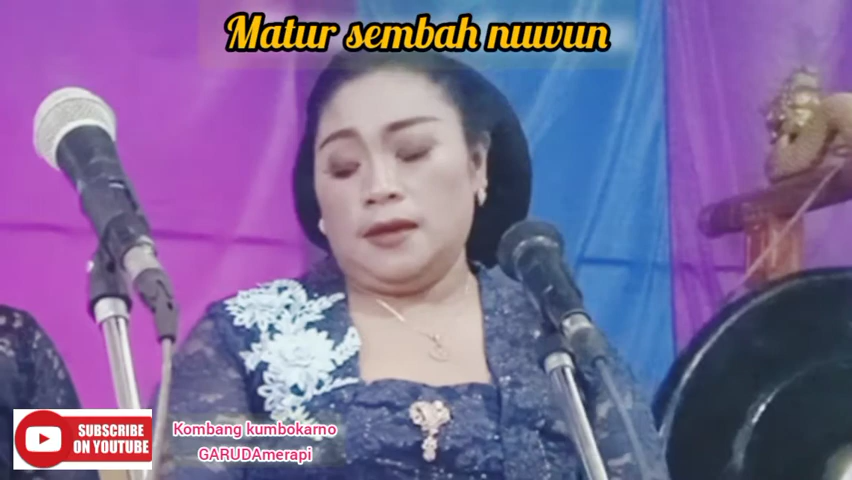 Matur sembah nuwun
SUBSCRIBE
ON YOUTUBE
Kombang kumbokarno
GARUDAmerapi